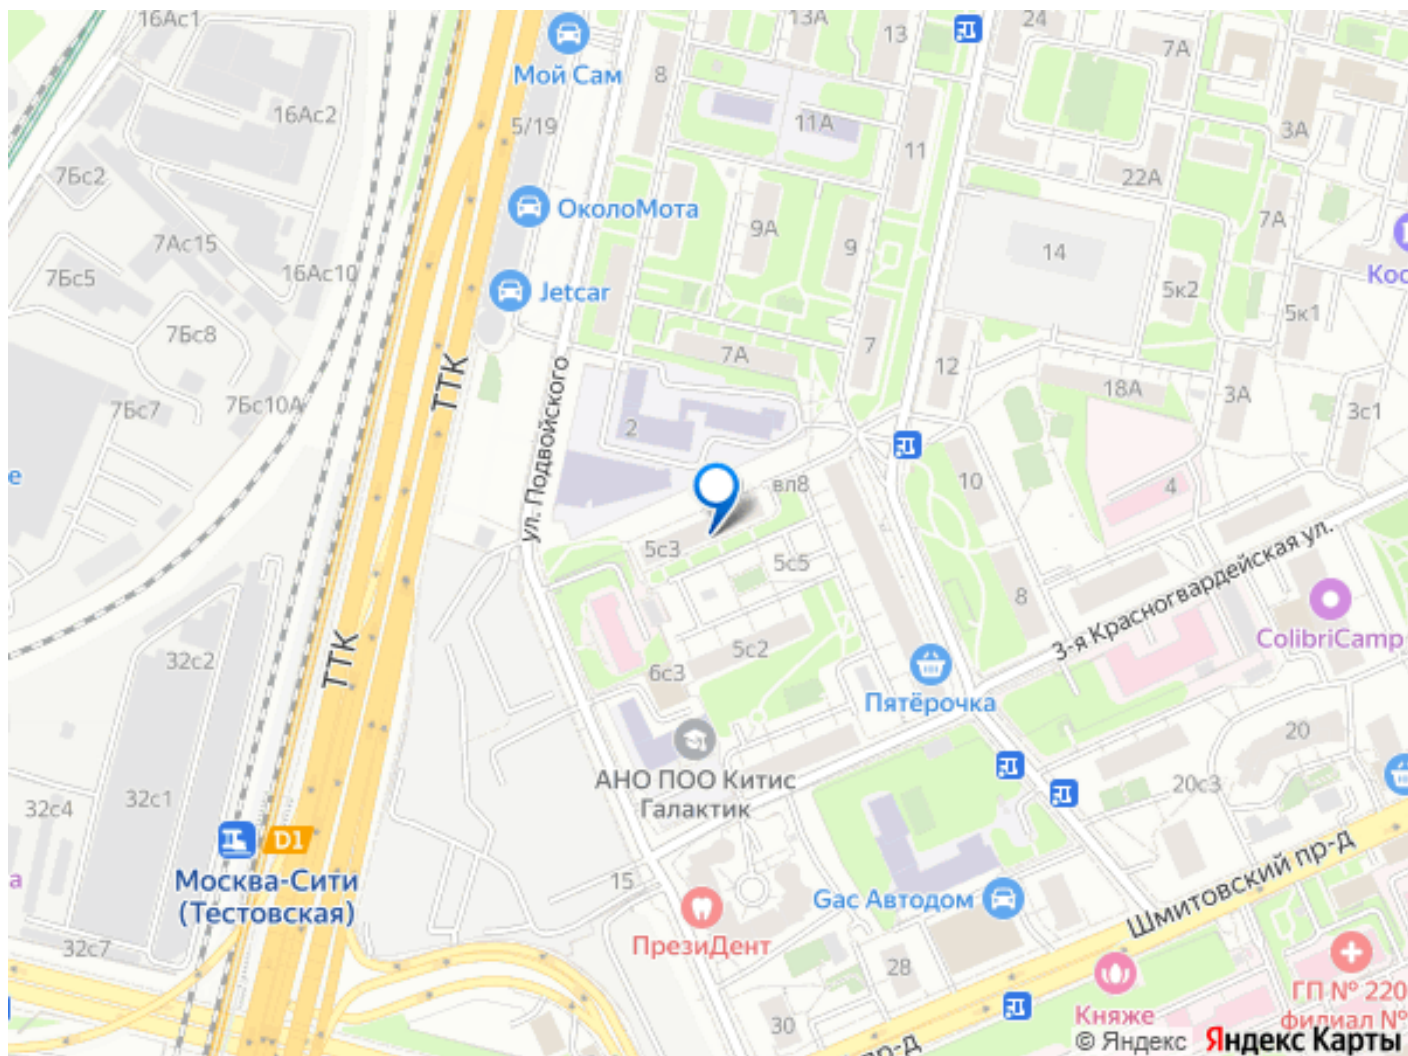 16Ас1
13А
13
24
7А
Мой Сам
8
16Ас2
5/19
11А
3А
11
7Бс2
22А
ОколоМота
9А
7А
7Ас15
9
14
16Ас10
7Бс5
Jetcar
5к2
Кос
5к1
7Бс8
7А
7
12
ТТК
18А
3А
7Бс10А
7Бс7
3с1
2
ул. Подвойского
е
вл8
10
4
5с3
5с5
3-я Красногвардейская ул.
8
ColibriCamp
ТТК
32с2
5с2
6с3
Пятёрочка
20
АНО ПОО Китис
Галактик
20с3
32с4
32с1
D1
Москва-Сити
(Тестовская)
а
15
Шмитовский пр-д
Gac Автодом
ПрезиДент
32с7
28
ГП № 220
филиал №
Княже
30
пр-д
© Яндекс
Яндекс Карты